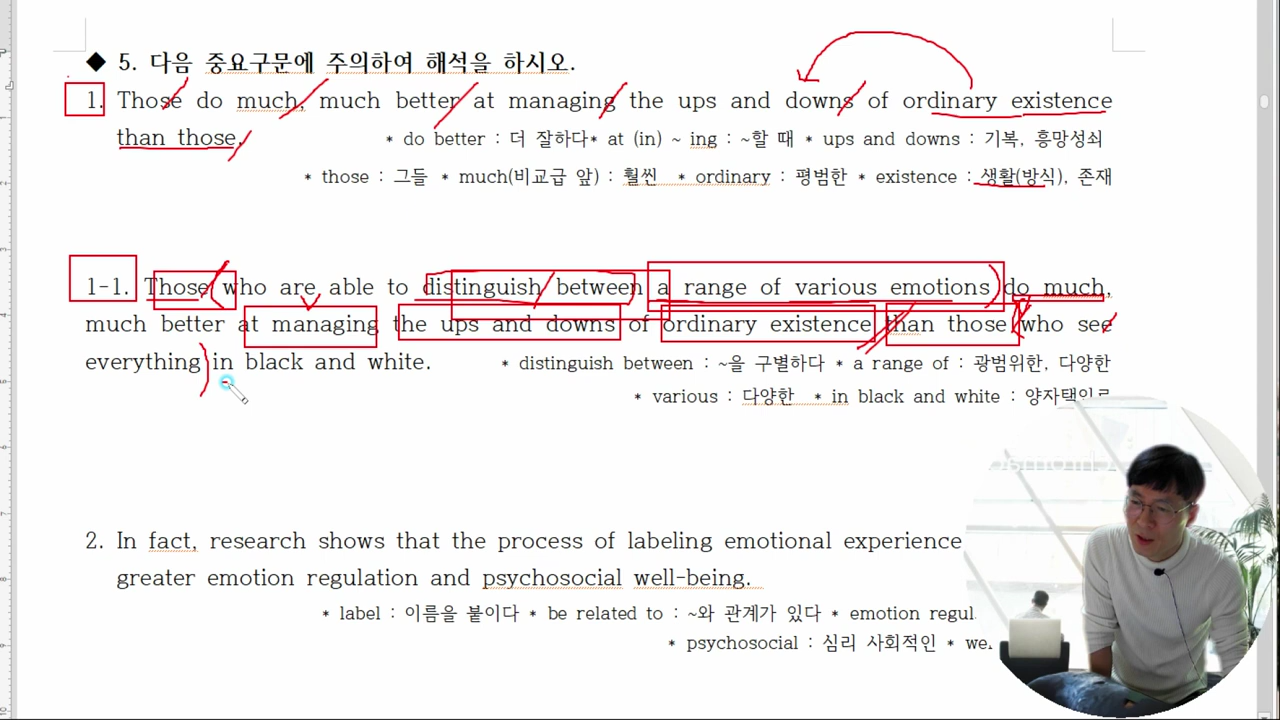 ◆ 5. 다음 중요구문에 주의하여 해석을 하시오.
1. Those do much, much better at managing the ups and downs of ordinary existence
than those. * do better : 더 잘하다* at (in) ~ ing : ~할 때 * ups and downs : 기복, 흥망성쇠
* those : 그들 * much(비교급 앞) : 훨씬 * ordinary : 평범한 * existence : 생활(방식), 존재
1-1. Those who are able to distinguish between a range of various emotions do much,
much better at managing the ups and downs of ordinary existence than those who see
everything in black and white. * distinguish between : ~을 구별하다 * a range of : 광범위한, 다양한
* various : 다양한 * in black and white : 양자택일로
2. In fact, research shows that the process of labeling emotional experience
greater emotion regulation and psychosocial well-being.
* label : 이름을 붙이다 * be related to : ~와 관계가 있다 * emotion
* psychosocial : 심리 사회적인 *